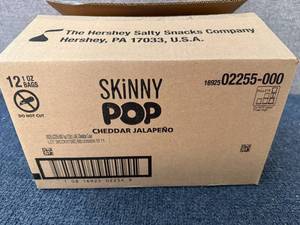 The Hershey Salty Snacks Company
Hershey, PA 17033, U.S.A.
12 1 OZ
BAGS
DO NOT CUT
16925 02255-000
SKiNNY
POP
CHEDDAR JALAPEÑO